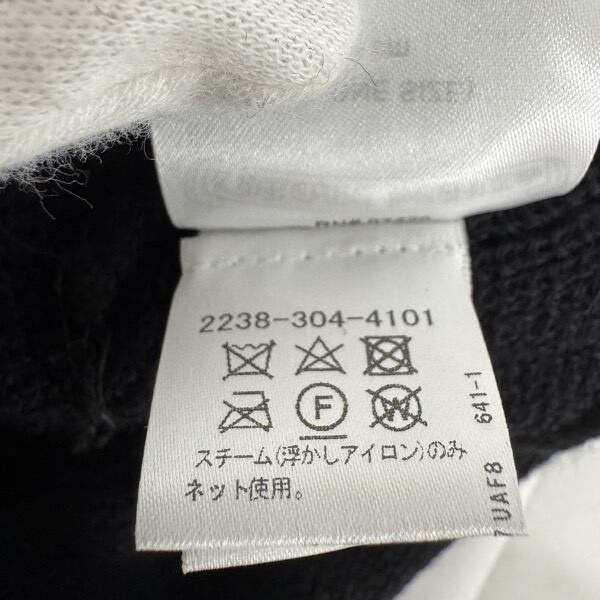 2238-304-4101
F
W
スチーム(浮かしアイロン)のみ
ネット使用。
641-1
UAF8